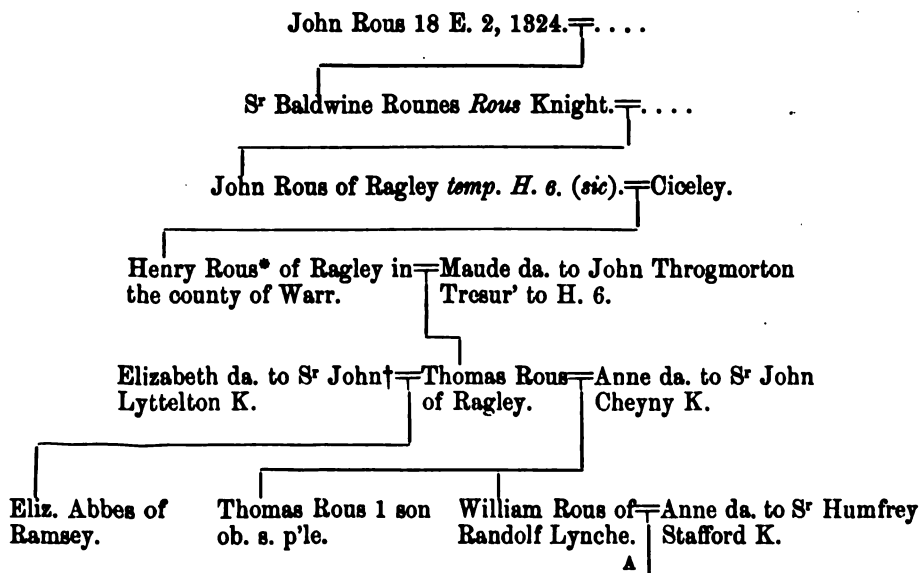 John Rous 18 E. 2, 1324.=. . . .
Sr Baldwine Rounes Rous Knight.=. . . .
John Rous of Ragley temp. H. 6. (sic).=Ciceley.
Henry Rous* of Ragley in=Maude da. to John Throgmorton
the county of Warr. Tresur' to H. 6.
Elizabeth da. to Sr John†=Thomas Rous=Anne da. to Sr John
Lyttelton K. of Ragley. Cheyny K.
Eliz. Abbes of Thomas Rous 1 son William Rous of=Anne da. to Sr Humfrey
Ramsey. ob. s. p'le. Randolf Lynche. Stafford K.
A